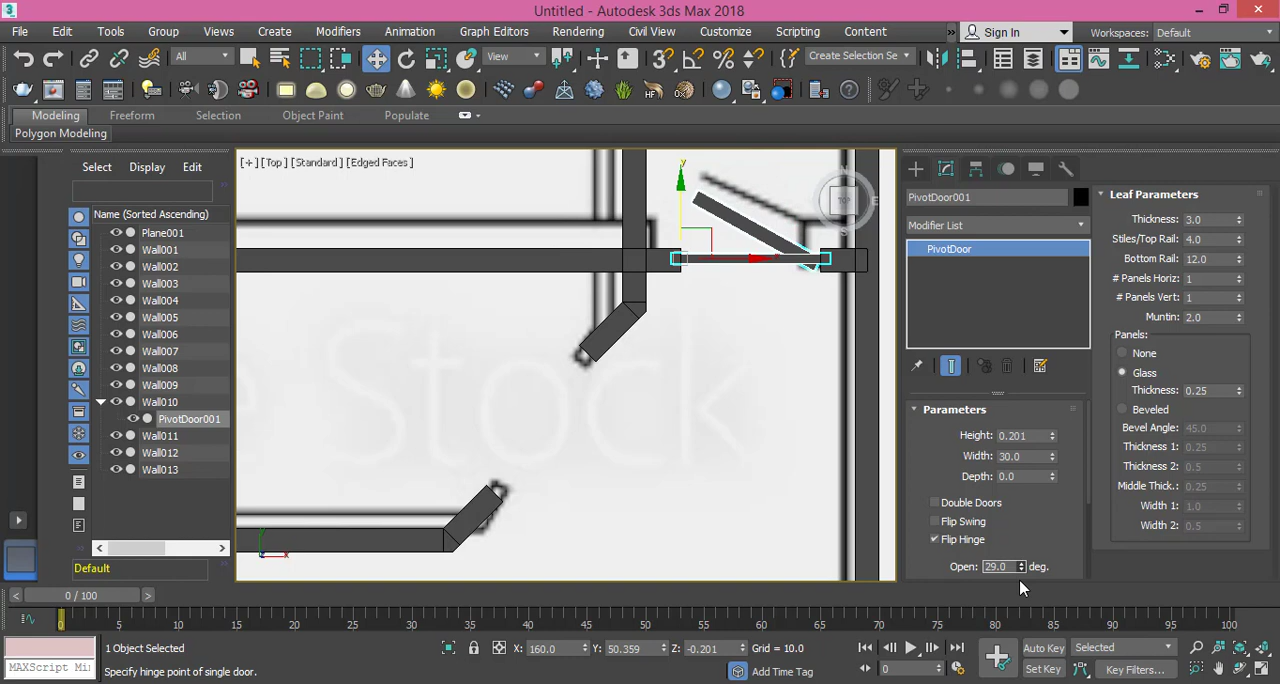 Untitled - Autodesk 3ds Max 2018
File Edit Tools Group Views Create Modifiers Animation Graph Editors Rendering Civil View Customize Scripting Content » Sign In Workspaces: Default
All View Create Selection Se
Modeling Freeform Selection Object Paint Populate
Polygon Modeling
Select Display Edit
Name (Sorted Ascending)
Plane001
Wall001
Wall002
Wall003
Wall004
Wall005
Wall006
Wall007
Wall008
Wall009
Wall010
PivotDoor001
Wall011
Wall012
Wall013
Default
[+] [Top] [Standard] [Edged Faces]
y
N
TOP
E
S
e Stock
x
PivotDoor001
Modifier List
PivotDoor
Parameters
Height: 0.201
Width: 30.0
Depth: 0.0
Double Doors
Flip Swing
Flip Hinge
Open: 29.0 deg.
Leaf Parameters
Thickness: 3.0
Stiles/Top Rail: 4.0
Bottom Rail: 12.0
# Panels Horiz: 1
# Panels Vert: 1
Muntin: 2.0
Panels:
None
Glass
Thickness: 0.25
Beveled
Bevel Angle: 45.0
Thickness 1: 0.25
Thickness 2: 0.5
Middle Thick.: 0.25
Width 1: 1.0
Width 2: 0.5
< 0 / 100 >
0 5 10 15 20 25 30 35 40 45 50 55 60 65 70 75 80 85 90 95 100
1 Object Selected X: 160.0 Y: 50.359 Z: -0.201 Grid = 10.0 Auto Key Selected
MAXScript Mi: Specify hinge point of single door. Add Time Tag 0 Set Key Key Filters...